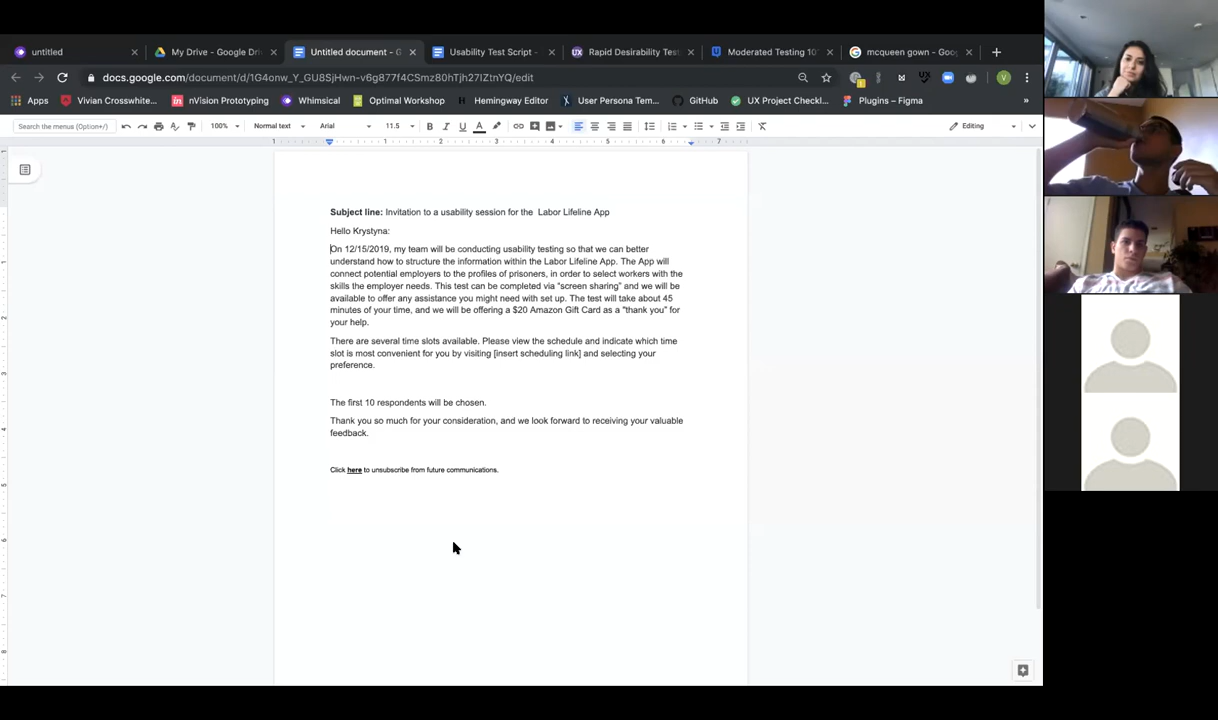 untitled
My Drive - Google Dri
Untitled document - G
Usability Test Script -
Rapid Desirability Test
Moderated Testing 10
mcqueen gown - Goo
docs.google.com/document/d/1G4onw_Y_GU8SjHwn-v6g877f4CSmz80hTjh27IZtnYQ/edit
Apps
Vivian Crosswhite...
nVision Prototyping
Whimsical
Optimal Workshop
Hemingway Editor
User Persona Tem...
GitHub
UX Project Checkl...
Plugins – Figma
»
Search the menus (Option+/)
100%
Normal text
Arial
11.5
B I U A
Editing
1 1 2 3 4 5 6 7
Subject line: Invitation to a usability session for the Labor Lifeline App
Hello Krystyna:
On 12/15/2019, my team will be conducting usability testing so that we can better
understand how to structure the information within the Labor Lifeline App. The App will
connect potential employers to the profiles of prisoners, in order to select workers with the
skills the employer needs. This test can be completed via “screen sharing” and we will be
available to offer any assistance you might need with set up. The test will take about 45
minutes of your time, and we will be offering a $20 Amazon Gift Card as a “thank you” for
your help.
There are several time slots available. Please view the schedule and indicate which time
slot is most convenient for you by visiting [insert scheduling link] and selecting your
preference.
The first 10 respondents will be chosen.
Thank you so much for your consideration, and we look forward to receiving your valuable
feedback.
Click here to unsubscribe from future communications.